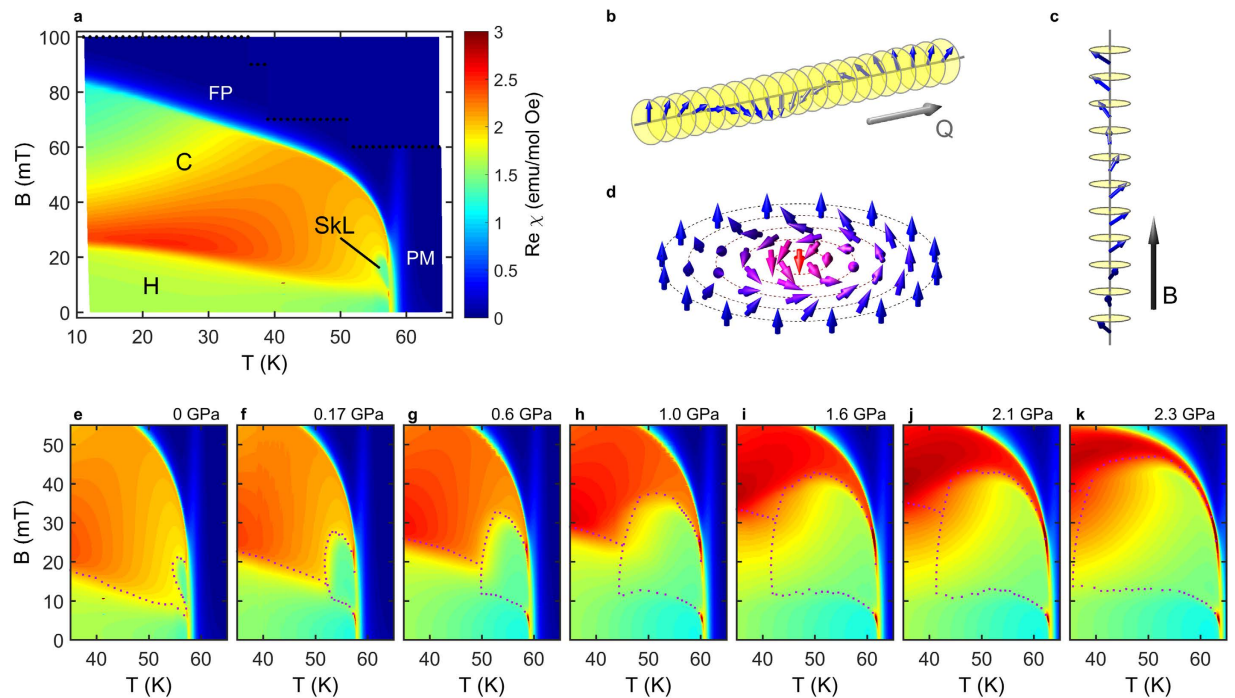 a
100
80
60
40
20
0
B (mT)
10
20
30
40
50
60
T (K)
FP
C
SkL
PM
H
3
2.5
2
1.5
1
0.5
0
Re χ (emu/mol Oe)
b
Q
c
B
d
e
0 GPa
f
0.17 GPa
g
0.6 GPa
h
1.0 GPa
i
1.6 GPa
j
2.1 GPa
k
2.3 GPa
50
40
30
20
10
0
B (mT)
40 50 60
40 50 60
40 50 60
40 50 60
40 50 60
40 50 60
40 50 60
T (K)
T (K)
T (K)
T (K)
T (K)
T (K)
T (K)